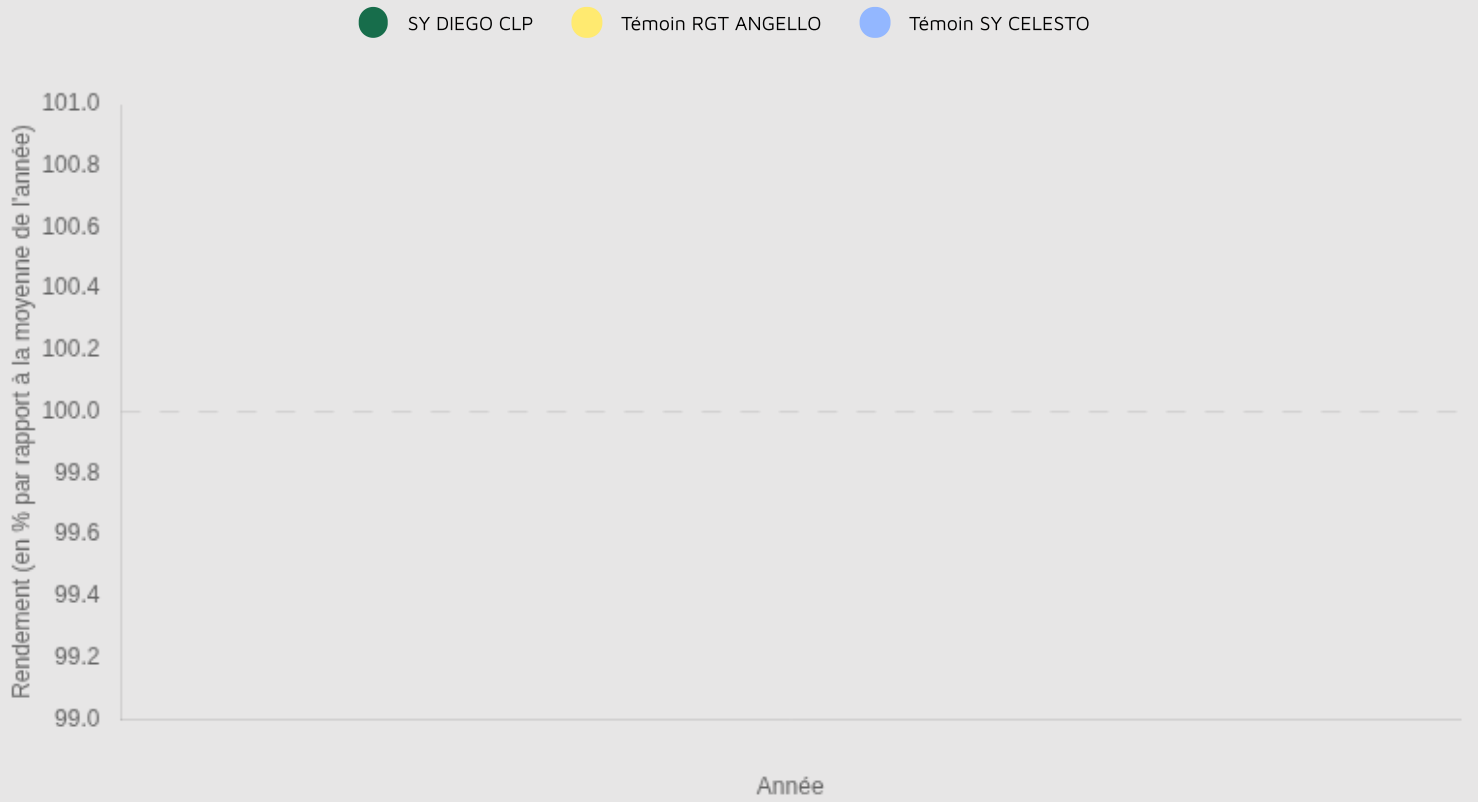 SY DIEGO CLP
Témoin RGT ANGELLO
Témoin SY CELESTO
Rendement (en % par rapport à la moyenne de l'année)
101.0
100.8
100.6
100.4
100.2
100.0
99.8
99.6
99.4
99.2
99.0
Année